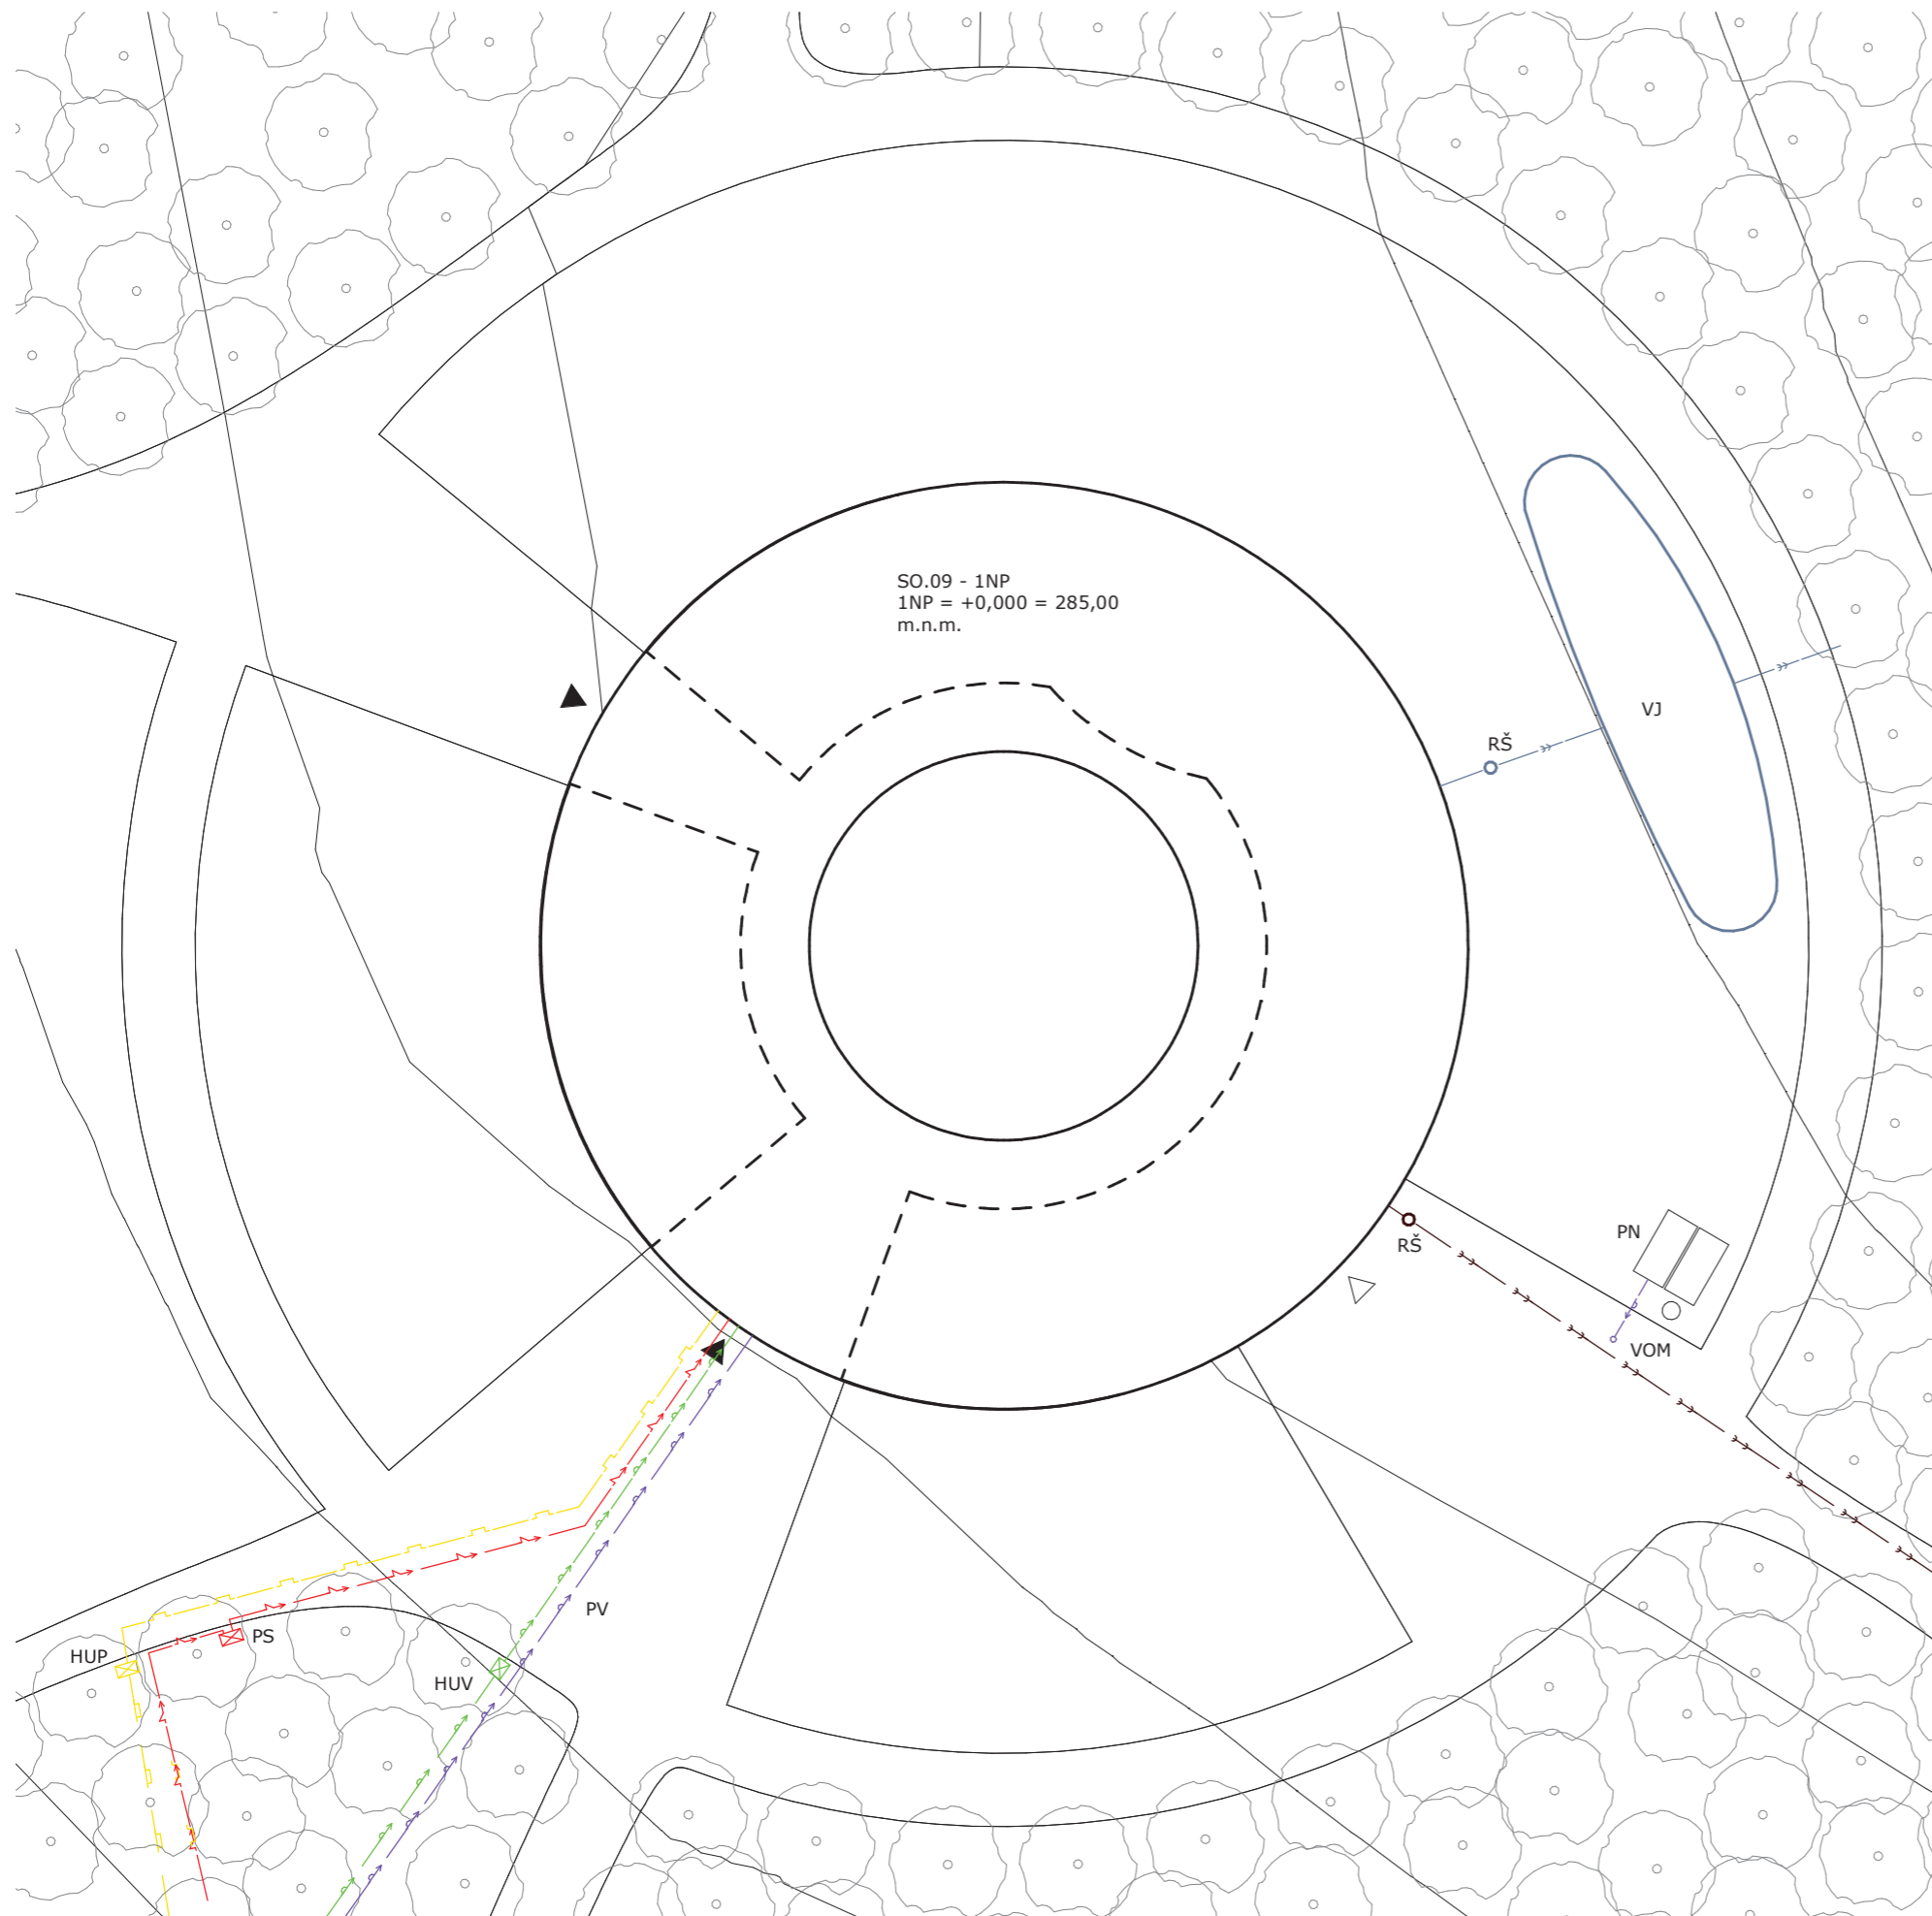 SO.09 - 1NP
1NP = +0,000 = 285,00
m.n.m.
VJ
RŠ
PN
RŠ
VOM
PV
PS
HUP
HUV